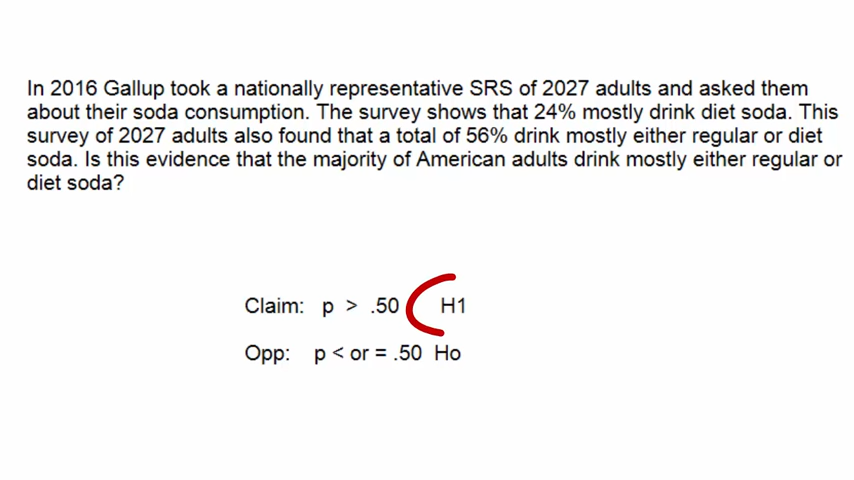 In 2016 Gallup took a nationally representative SRS of 2027 adults and asked them
about their soda consumption. The survey shows that 24% mostly drink diet soda. This
survey of 2027 adults also found that a total of 56% drink mostly either regular or diet
soda. Is this evidence that the majority of American adults drink mostly either regular or
diet soda?
Claim: p > .50 H1
Opp: p < or = .50 Ho